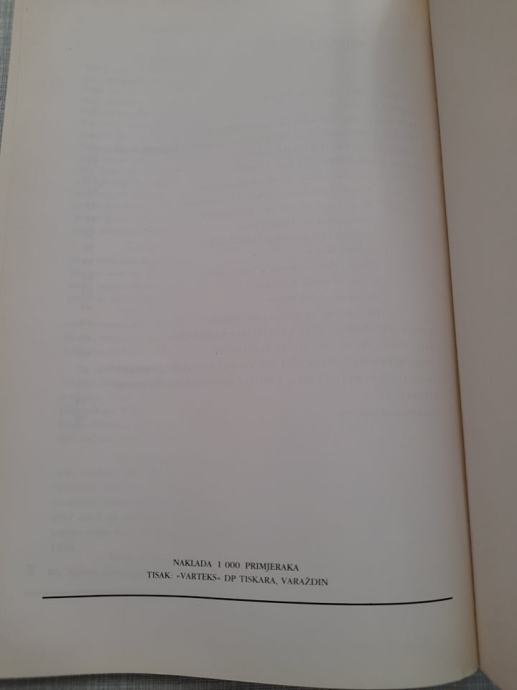 NAKLADA 1 000 PRIMJERAKA
TISAK: »VARTEKS« DP TISKARA, VARAŽDIN